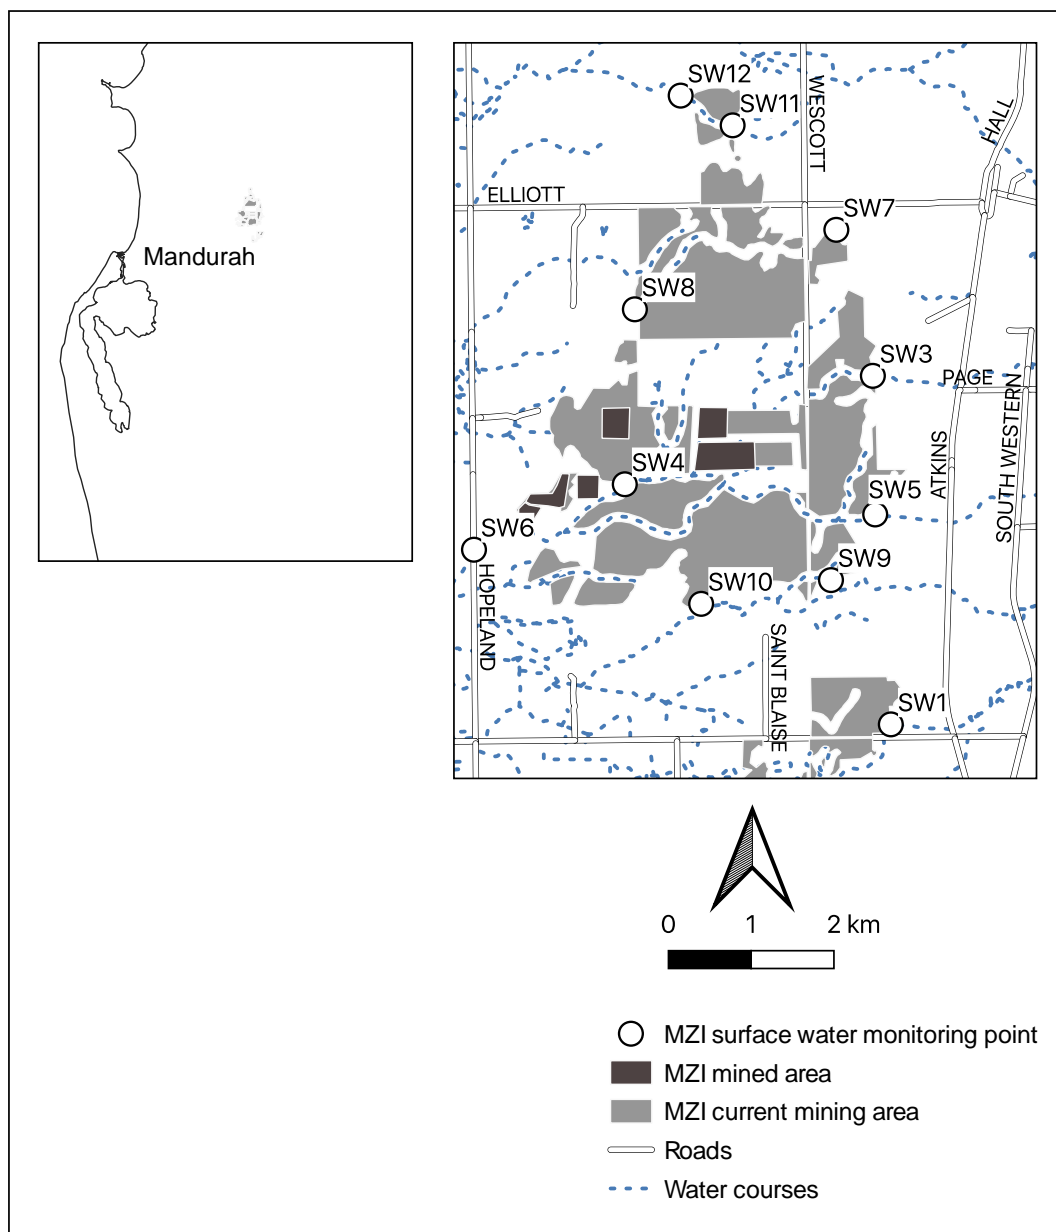 Mandurah
SW12
SW11
WESCOTT
HALL
ELLIOTT
SW7
SW8
SW3
PAGE
SOUTH WESTERN
ATKINS
SW4
SW5
SW6
SW9
SW10
HOPELAND
SAINT BLAISE
SW1
0 1 2 km
MZI surface water monitoring point
MZI mined area
MZI current mining area
Roads
Water courses